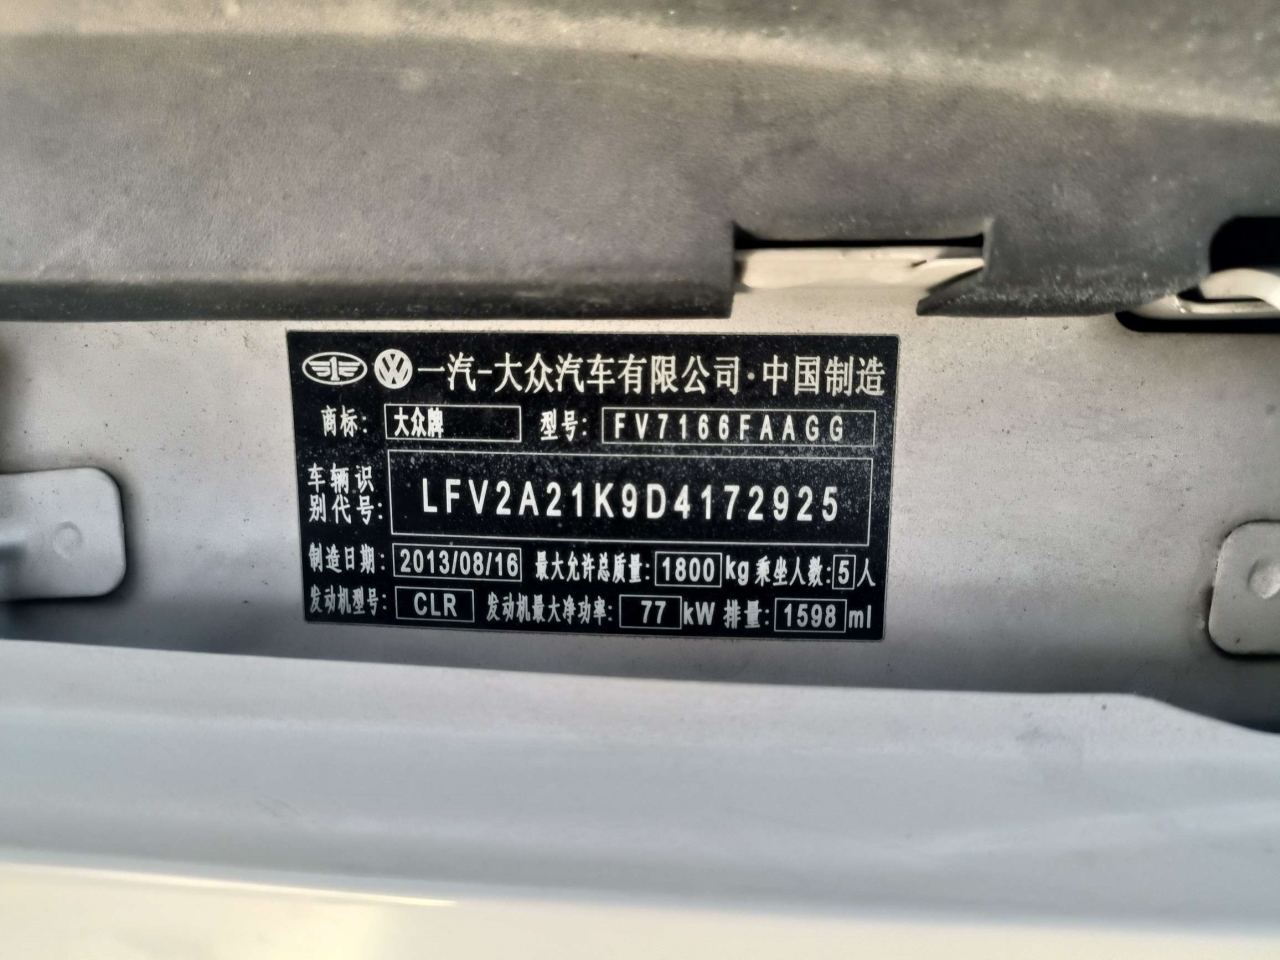 一汽-大众汽车有限公司·中国制造
商标: 大众牌 型号: FV7166FAAGG
车辆识别代号: LFV2A21K9D4172925
制造日期: 2013/08/16 最大允许总质量: 1800 kg 乘坐人数: 5 人
发动机型号: CLR 发动机最大净功率: 77 kW 排量: 1598 ml